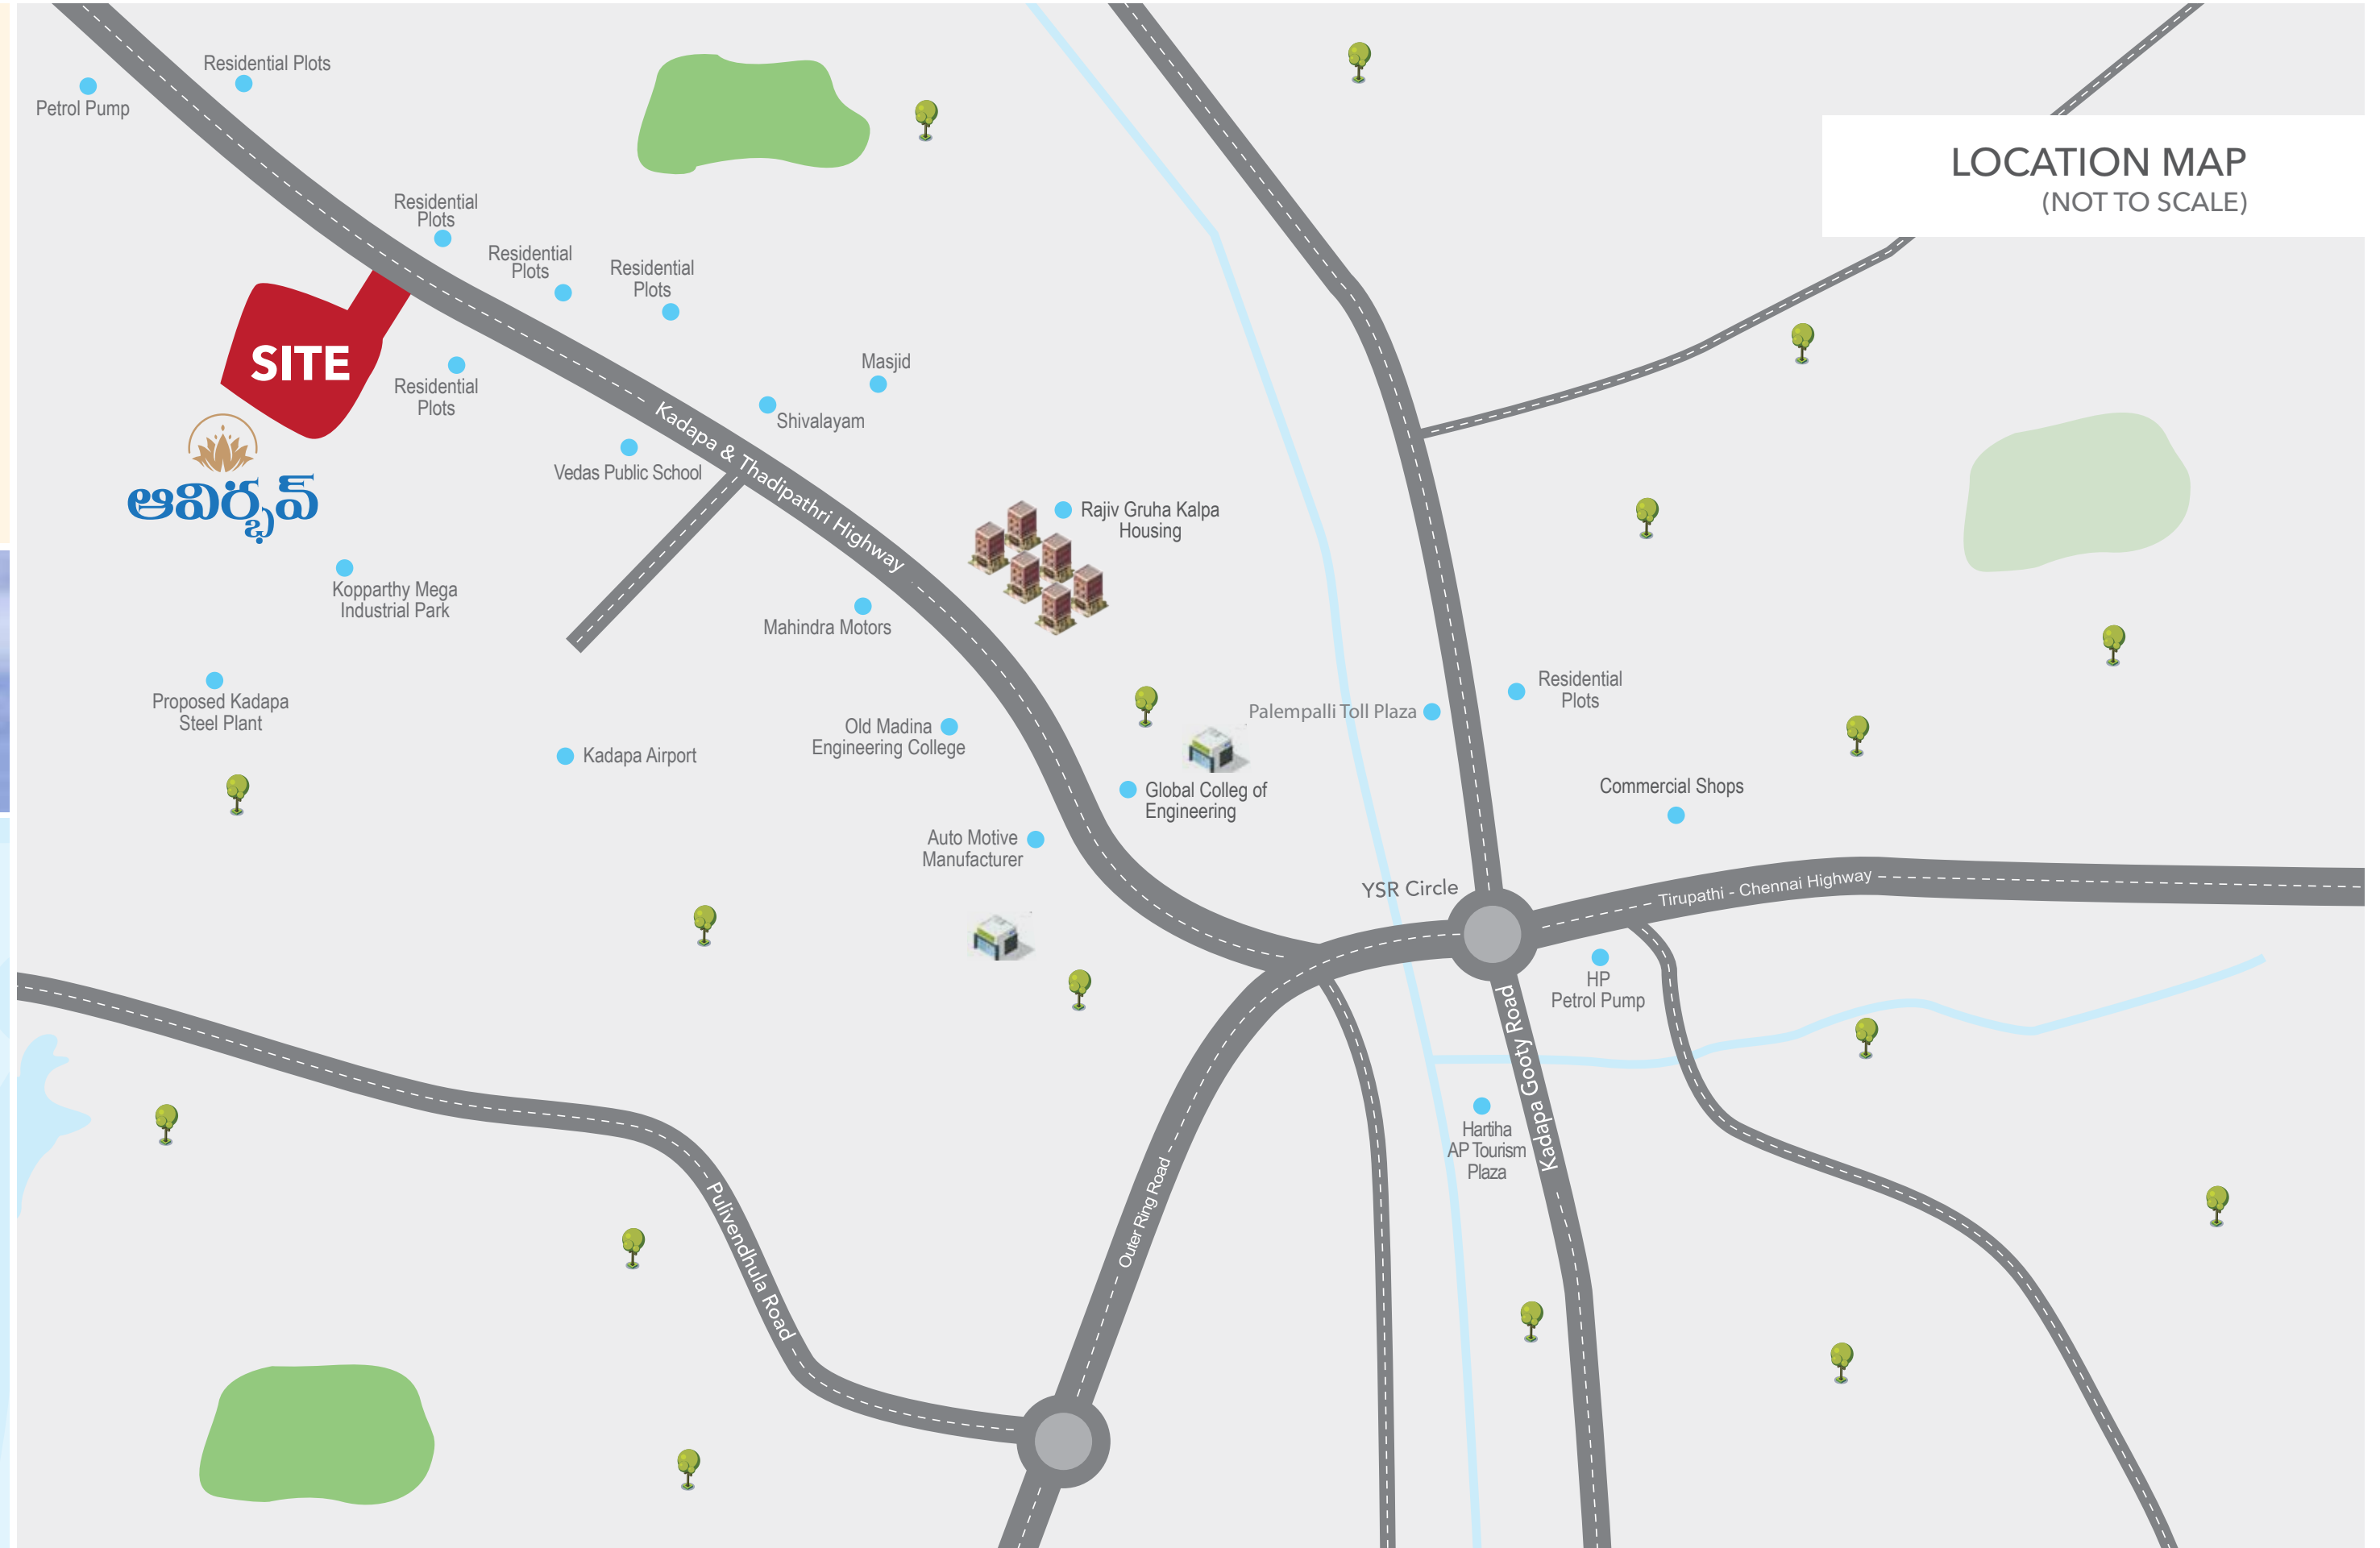 Residential Plots
Petrol Pump
LOCATION MAP
(NOT TO SCALE)
Residential
Plots
Residential
Plots
Residential
Plots
SITE
Residential
Plots
Masjid
Shivalayam
Kadapa & Thadipathri Highway
Vedas Public School
ఆవిర్భవ్
Rajiv Gruha Kalpa
Housing
Kopparthy Mega
Industrial Park
Mahindra Motors
Proposed Kadapa
Steel Plant
Kadapa Airport
Old Madina
Engineering College
Palempalli Toll Plaza
Residential
Plots
Global Colleg of
Engineering
Commercial Shops
Auto Motive
Manufacturer
YSR Circle
Tirupathi - Chennai Highway
HP
Petrol Pump
Kadapa Gooty Road
Hartiha
AP Tourism
Plaza
Outer Ring Road
Pulivendhula Road